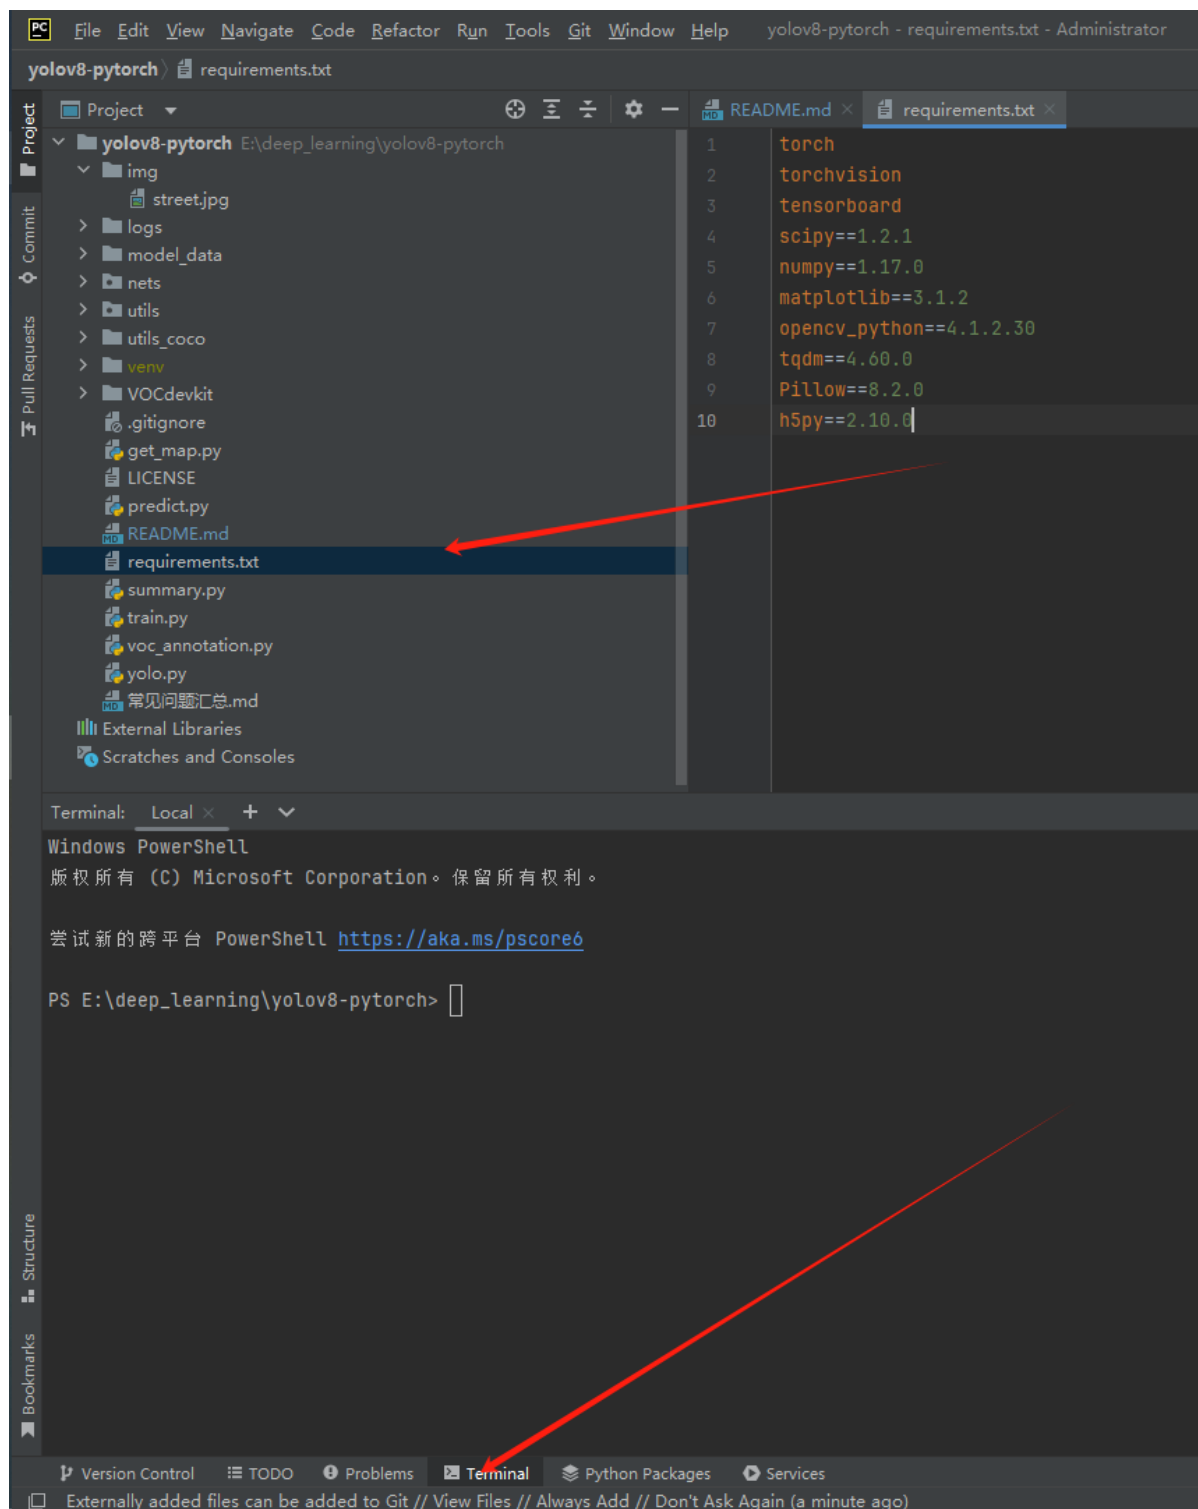 PC File Edit View Navigate Code Refactor Run Tools Git Window Help yolov8-pytorch - requirements.txt - Administrator
yolov8-pytorch requirements.txt
Project
README.md requirements.txt
yolov8-pytorch E:\deep_learning\yolov8-pytorch
img
street.jpg
logs
model_data
nets
utils
utils_coco
venv
VOCdevkit
.gitignore
get_map.py
LICENSE
predict.py
README.md
requirements.txt
summary.py
train.py
voc_annotation.py
yolo.py
常见问题汇总.md
External Libraries
Scratches and Consoles
1 torch
2 torchvision
3 tensorboard
4 scipy==1.2.1
5 numpy==1.17.0
6 matplotlib==3.1.2
7 opencv_python==4.1.2.30
8 tqdm==4.60.0
9 Pillow==8.2.0
10 h5py==2.10.0
Project
Commit
Pull Requests
Terminal: Local
Windows PowerShell
版权所有 (C) Microsoft Corporation。保留所有权利。
尝试新的跨平台 PowerShell https://aka.ms/pscore6
PS E:\deep_learning\yolov8-pytorch>
Structure
Bookmarks
Version Control TODO Problems Terminal Python Packages Services
Externally added files can be added to Git // View Files // Always Add // Don't Ask Again (a minute ago)